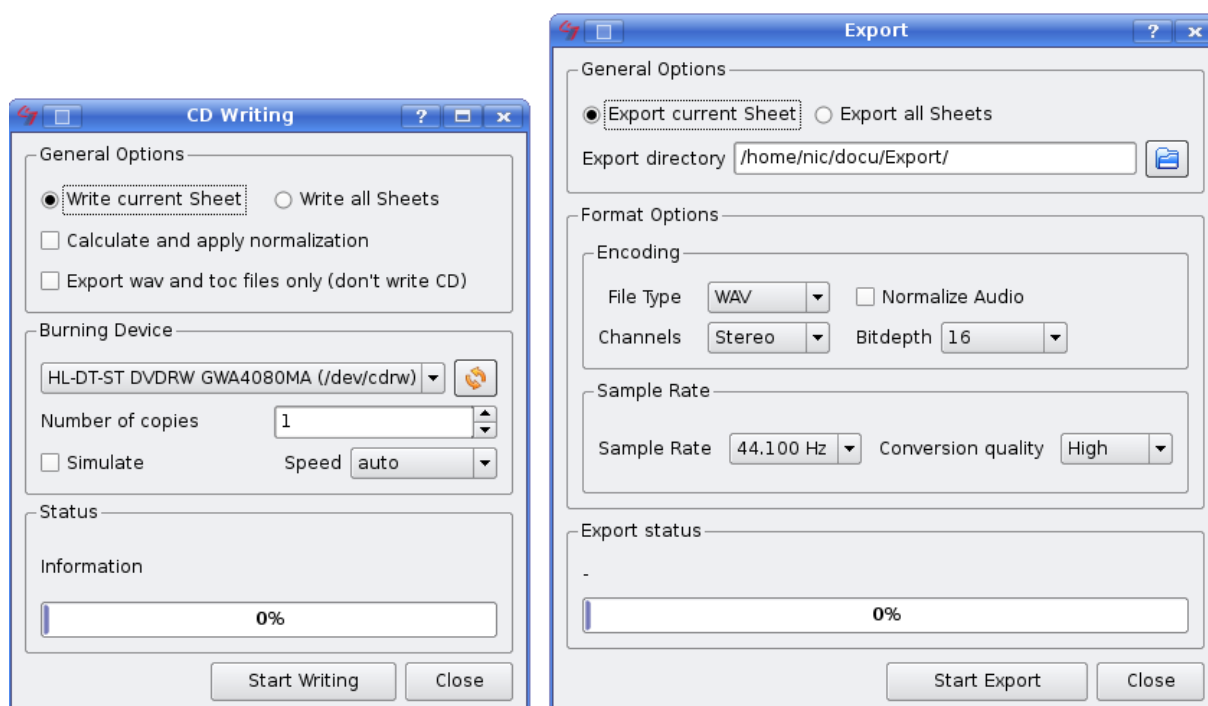 CD Writing
General Options
Write current Sheet Write all Sheets
Calculate and apply normalization
Export wav and toc files only (don't write CD)
Burning Device
HL-DT-ST DVDRW GWA4080MA (/dev/cdrw)
Number of copies 1
Simulate Speed auto
Status
Information
0%
Start Writing Close
Export
General Options
Export current Sheet Export all Sheets
Export directory /home/nic/docu/Export/
Format Options
Encoding
File Type WAV Normalize Audio
Channels Stereo Bitdepth 16
Sample Rate
Sample Rate 44.100 Hz Conversion quality High
Export status
-
0%
Start Export Close